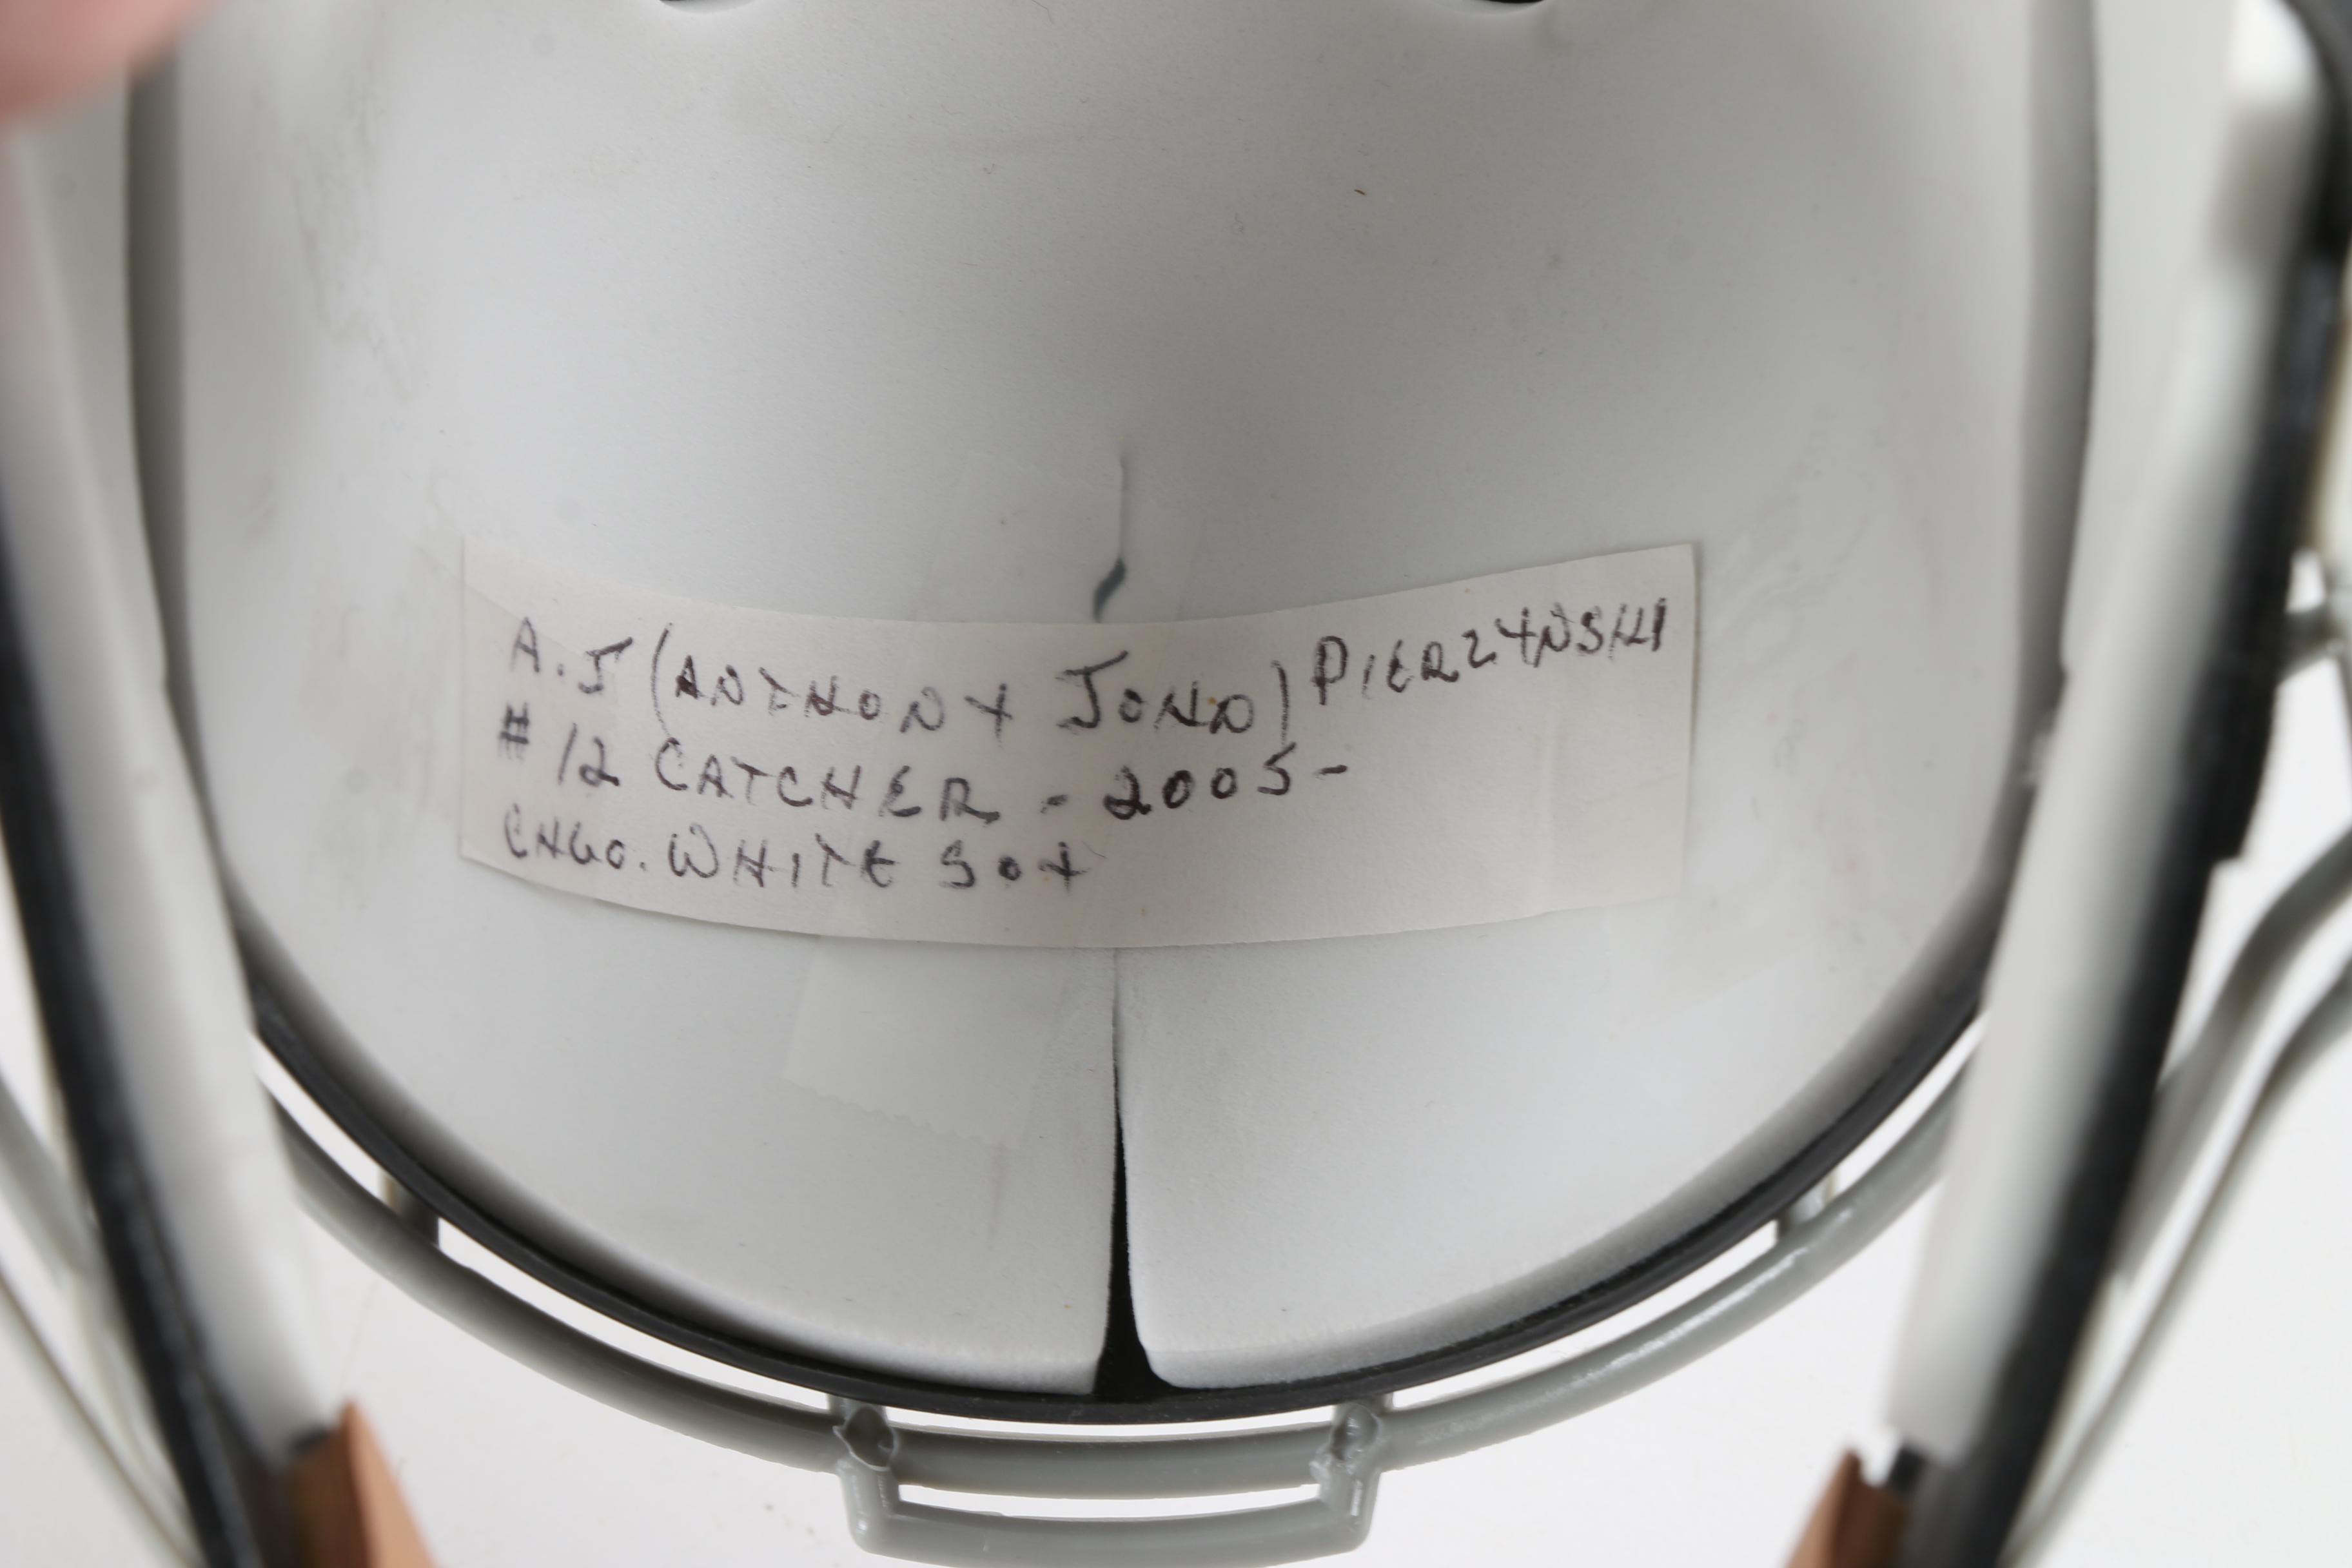 A.J (ANTHONY JOHN) PIERZYNSKI
# 12 CATCHER - 2005 -
CHGO. WHITE SOX